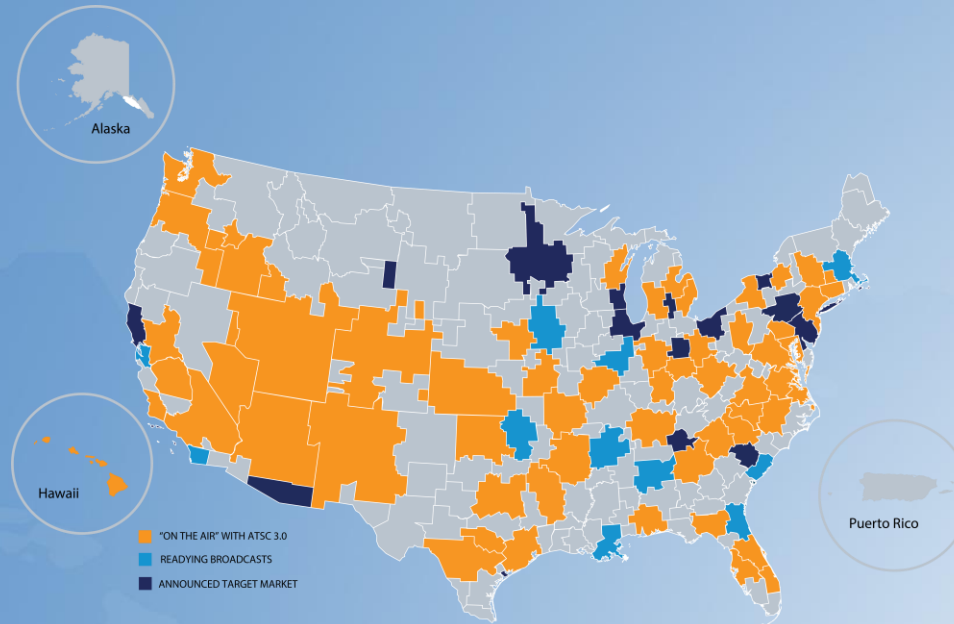 Alaska
Hawaii
Puerto Rico
"ON THE AIR" WITH ATSC 3.0
READYING BROADCASTS
ANNOUNCED TARGET MARKET